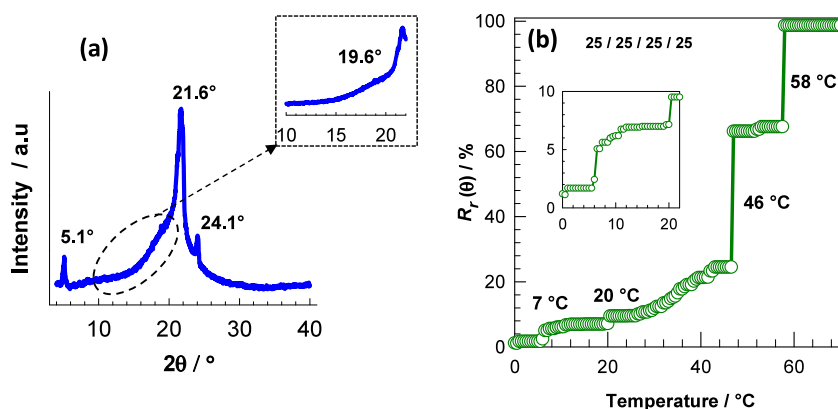 (a)
19.6°
10 15 20
21.6°
24.1°
5.1°
Intensity / a.u
10 20 30 40
2θ / °
(b)
25 / 25 / 25 / 25
58 °C
46 °C
20 °C
7 °C
10
5
0
0 10 20
100
80
60
40
20
0
0 20 40 60
R_r (θ) / %
Temperature / °C